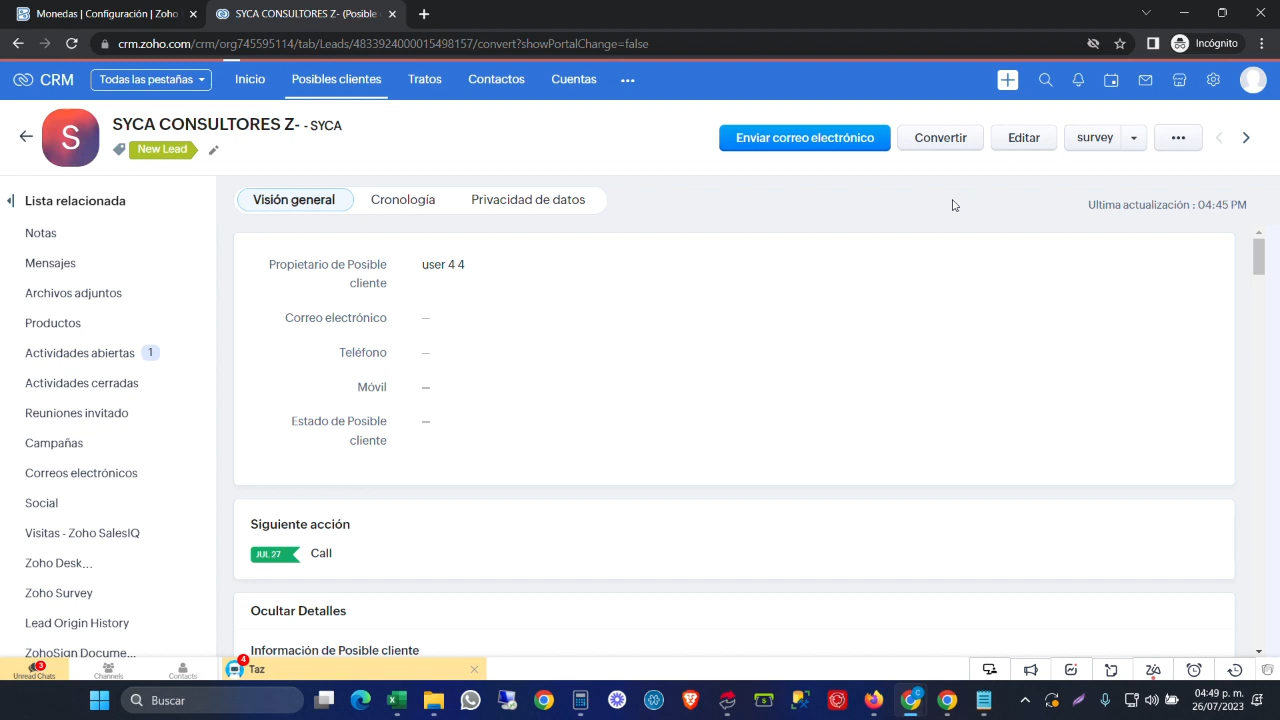 Monedas | Configuración | Zoho
SYCA CONSULTORES Z- (Posible
crm.zoho.com/crm/org745595114/tab/Leads/4833924000015498157/convert?showPortalChange=false
Incógnito
CRM
Todas las pestañas
Inicio
Posibles clientes
Tratos
Contactos
Cuentas
S
SYCA CONSULTORES Z- - SYCA
New Lead
Enviar correo electrónico
Convertir
Editar
survey
Lista relacionada
Notas
Mensajes
Archivos adjuntos
Productos
Actividades abiertas 1
Actividades cerradas
Reuniones invitado
Campañas
Correos electrónicos
Social
Visitas - Zoho SalesIQ
Zoho Desk...
Zoho Survey
Lead Origin History
ZohoSign Docume...
Visión general
Cronología
Privacidad de datos
Ultima actualización : 04:45 PM
Propietario de Posible
cliente
user 4 4
Correo electrónico
—
Teléfono
—
Móvil
—
Estado de Posible
cliente
—
Siguiente acción
JUL 27
Call
Ocultar Detalles
Información de Posible cliente
3
Unread Chats
Channels
Contacts
4
Taz
Buscar
04:49 p. m.
26/07/2023